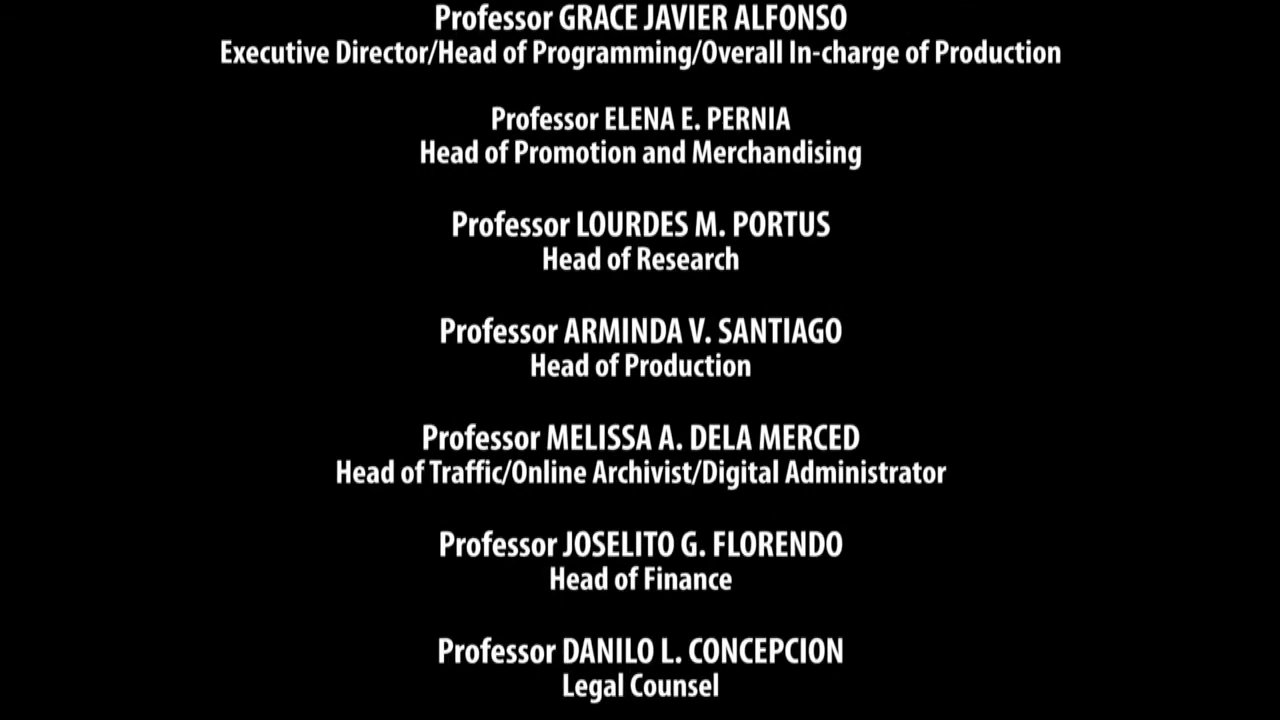 Professor GRACE JAVIER ALFONSO
Executive Director/Head of Programming/Overall In-charge of Production
Professor ELENA E. PERNIA
Head of Promotion and Merchandising
Professor LOURDES M. PORTUS
Head of Research
Professor ARMINDA V. SANTIAGO
Head of Production
Professor MELISSA A. DELA MERCED
Head of Traffic/Online Archivist/Digital Administrator
Professor JOSELITO G. FLORENDO
Head of Finance
Professor DANILO L. CONCEPCION
Legal Counsel